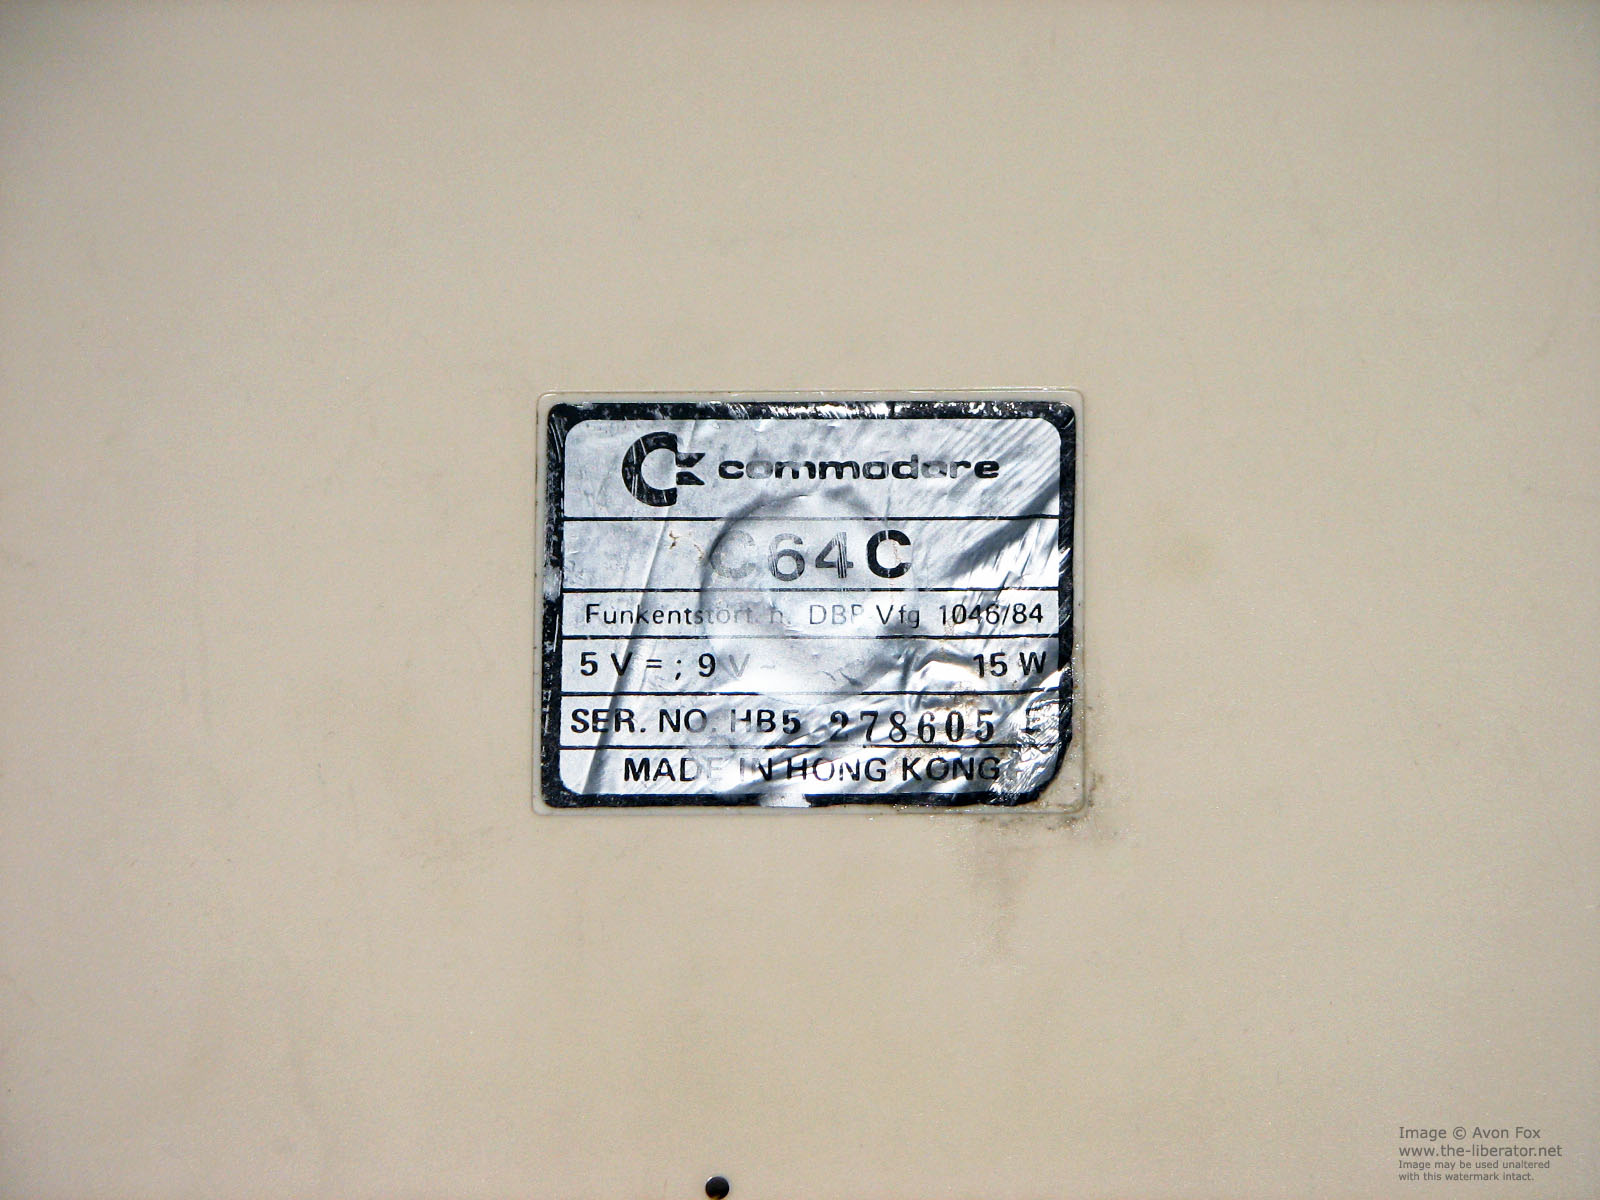 commodore
C64C
Funkentstört. n. DBP Vfg 1046/84
5 V = ; 9 V ~ 15 W
SER. NO. HB5 278605 E
MADE IN HONG KONG
Image © Avon Fox
www.the-liberator.net
Image may be used unaltered
with this watermark intact.